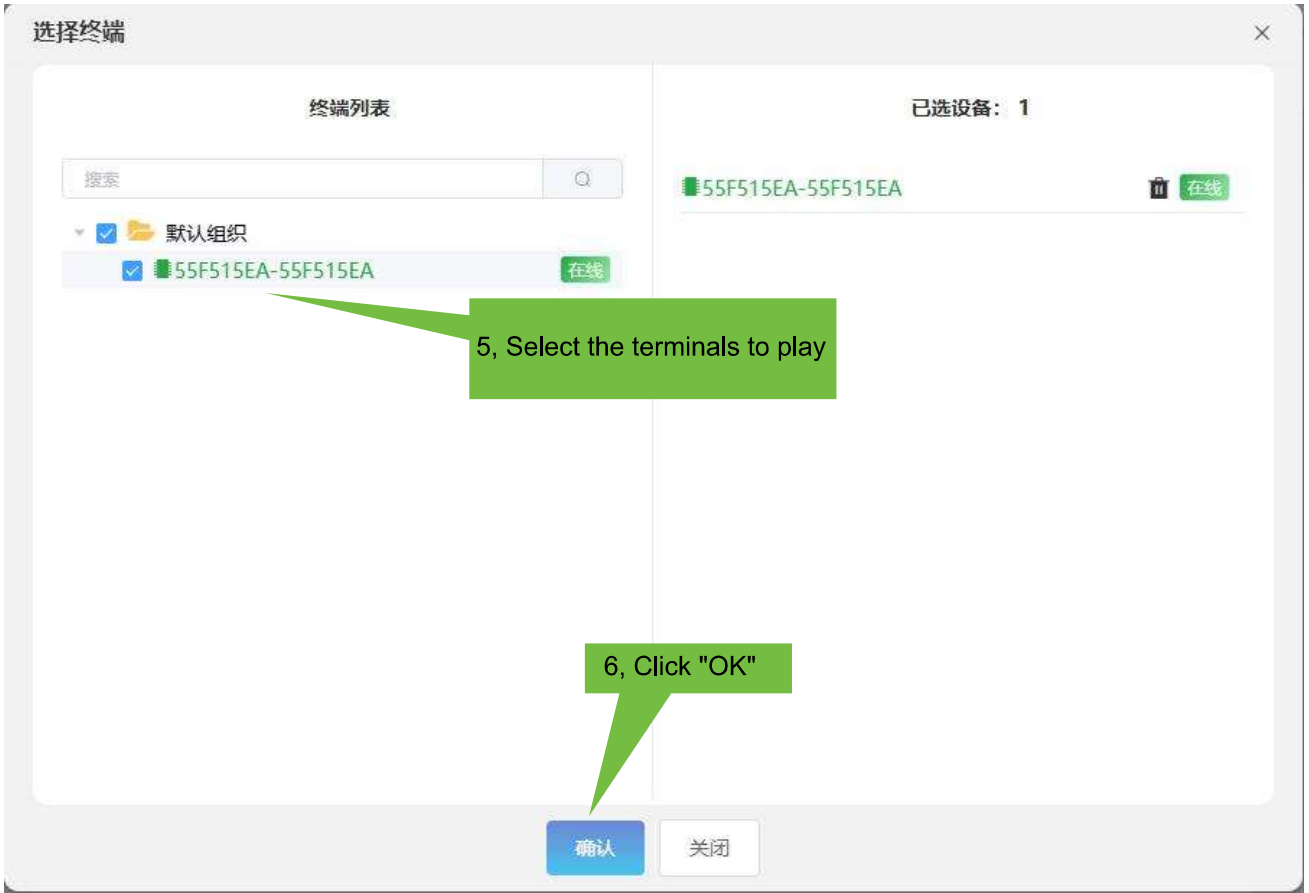 选择终端
终端列表
搜索
默认组织
55F515EA-55F515EA 在线
已选设备： 1
55F515EA-55F515EA 在线
5, Select the terminals to play
6, Click "OK"
确认
关闭